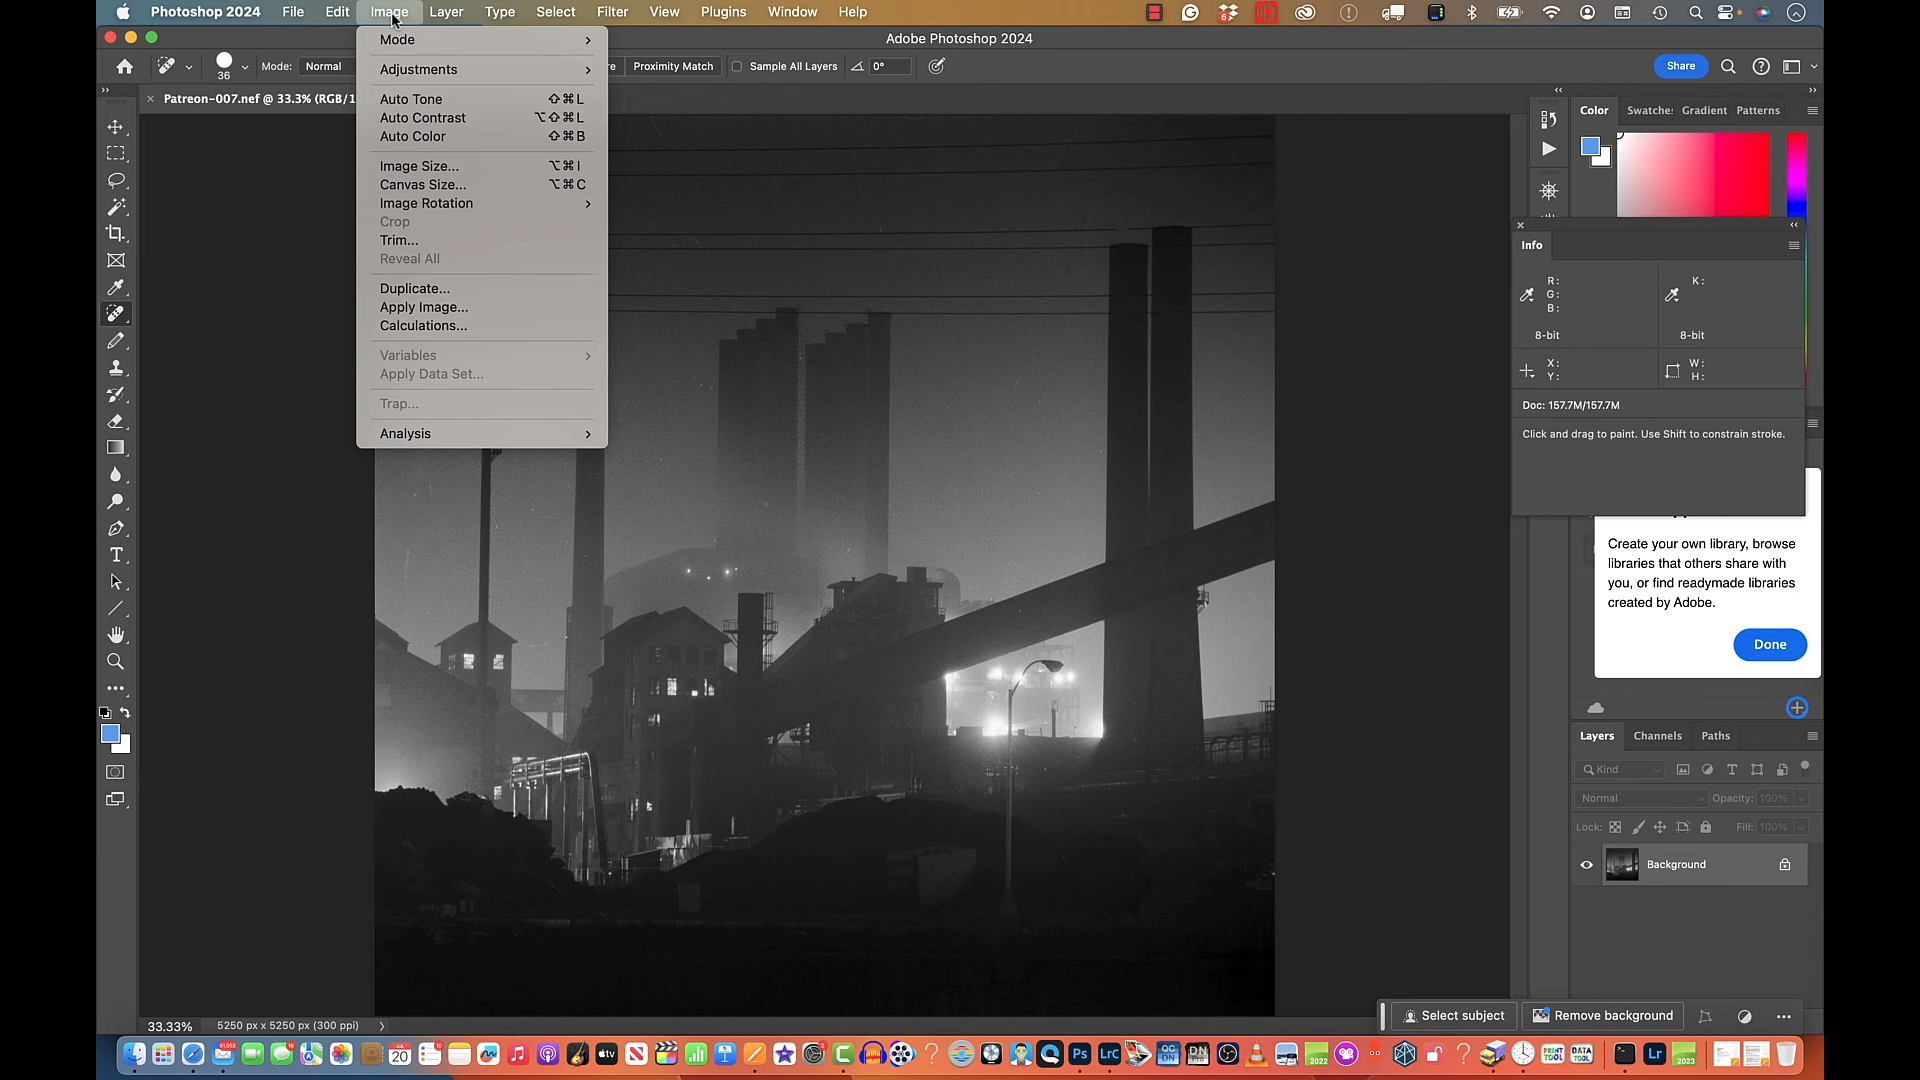 Photoshop 2024 File Edit Image Layer Type Select Filter View Plugins Window Help
Adobe Photoshop 2024
36 Mode: Normal re Proximity Match Sample All Layers 0° Share
Patreon-007.nef @ 33.3% (RGB/1
Mode
Adjustments
Auto Tone ⇧⌘L
Auto Contrast ⌥⇧⌘L
Auto Color ⇧⌘B
Image Size... ⌥⌘I
Canvas Size... ⌥⌘C
Image Rotation
Crop
Trim...
Reveal All
Duplicate...
Apply Image...
Calculations...
Variables
Apply Data Set...
Trap...
Analysis
Color Swatches Gradient Patterns
Info
R: K:
G:
B:
8-bit 8-bit
X: W:
Y: H:
Doc: 157.7M/157.7M
Click and drag to paint. Use Shift to constrain stroke.
Create your own library, browse
libraries that others share with
you, or find readymade libraries
created by Adobe.
Done
Layers Channels Paths
Kind
Normal Opacity: 100%
Lock: Fill: 100%
Background
Select subject Remove background
33.33% 5250 px x 5250 px (300 ppi)